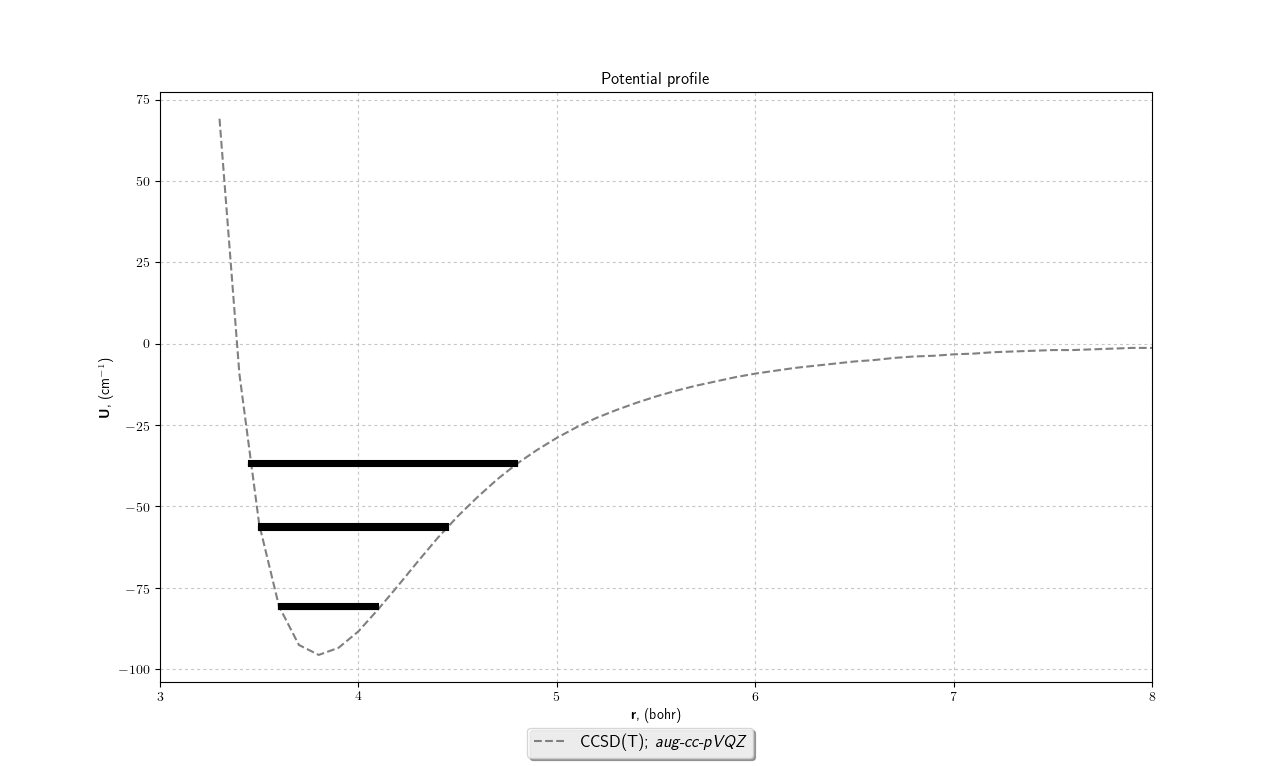 Potential profile
75
50
25
0
−25
−50
−75
−100
U, (cm⁻¹)
3 4 5 6 7 8
r, (bohr)
CCSD(T); aug-cc-pVQZ